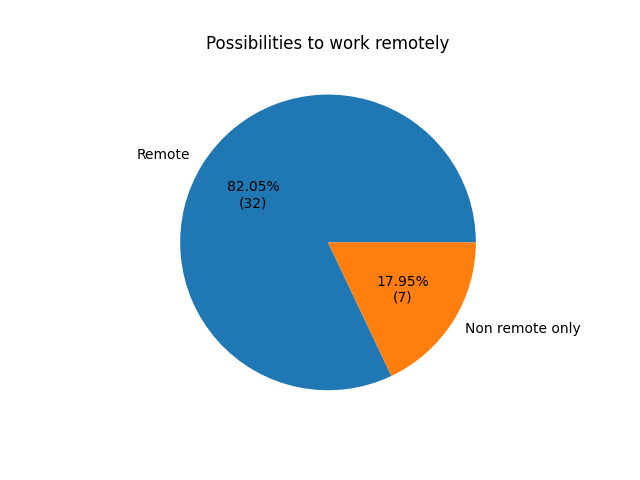 Possibilities to work remotely
Remote
82.05%
(32)
17.95%
(7)
Non remote only